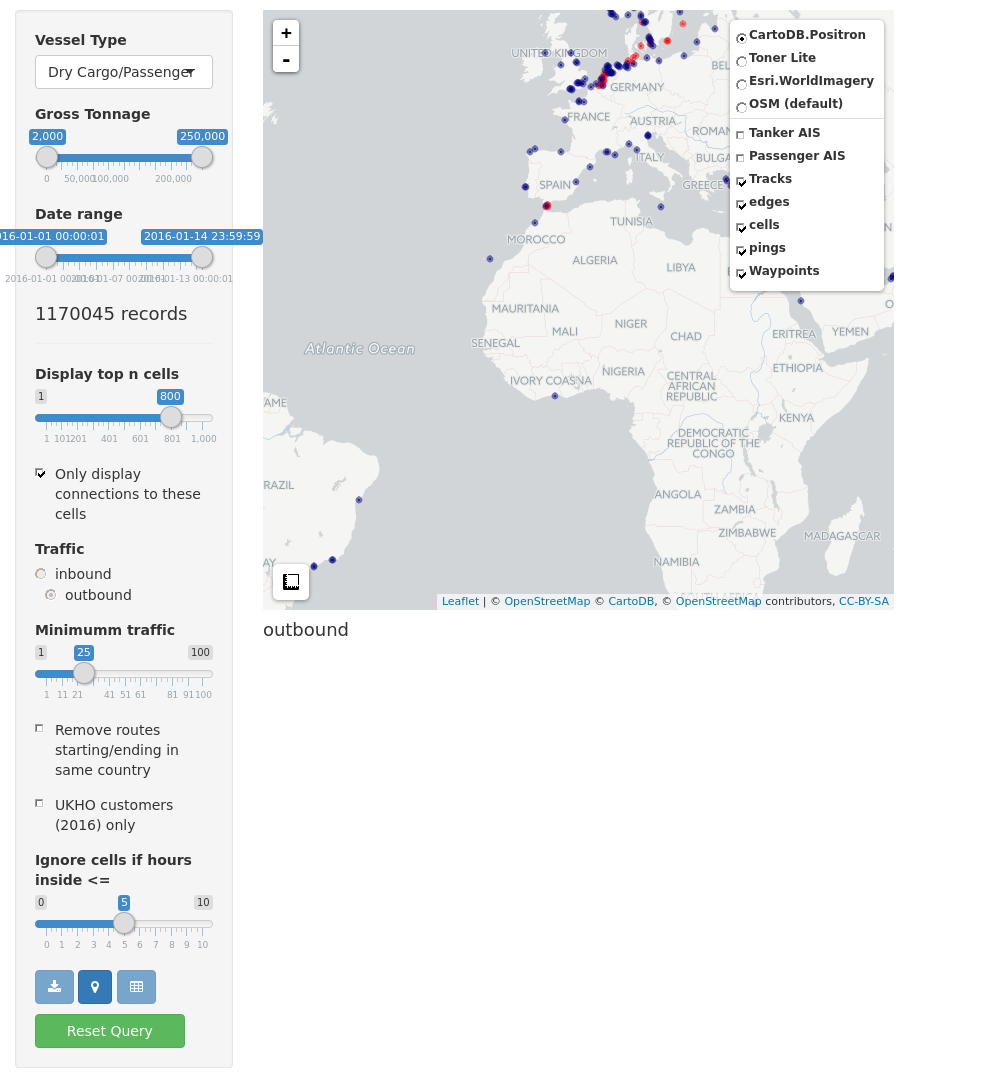 Vessel Type
Dry Cargo/Passenge
Gross Tonnage
2,000 250,000
0 50,000 100,000 200,000
Date range
16-01-01 00:00:01 2016-01-14 23:59:59
2016-01-01 00:00:01
2016-01-13 00:00:01
1170045 records
Display top n cells
1 800
1 101 201 401 601 801 1,000
Only display
connections to these
cells
Traffic
inbound
outbound
Minimumm traffic
1 25 100
1 11 21 41 51 61 81 91 100
Remove routes
starting/ending in
same country
UKHO customers
(2016) only
Ignore cells if hours
inside <=
0 5 10
0 1 2 3 4 5 6 7 8 9 10
Reset Query
+
-
UNITED KINGDOM
BEL
GERMANY
FRANCE
AUSTRIA
ROMAN
ITALY
BULGA
SPAIN
GREECE
TUNISIA
MOROCCO
ALGERIA
LIBYA
N
O
MAURITANIA
MALI
NIGER
CHAD
ERITREA
YEMEN
SENEGAL
Atlantic Ocean
NIGERIA
ETHIOPIA
IVORY COAS
NA
CENTRAL
AFRICAN
REPUBLIC
AME
KENYA
DEMOCRATIC
REPUBLIC OF THE
CONGO
RAZIL
ANGOLA
ZAMBIA
ZIMBABWE
MADAGASCAR
AY
NAMIBIA
SOUTH AFRICA
CartoDB.Positron
Toner Lite
Esri.WorldImagery
OSM (default)
Tanker AIS
Passenger AIS
Tracks
edges
cells
pings
Waypoints
Leaflet | © OpenStreetMap © CartoDB, © OpenStreetMap contributors, CC-BY-SA
outbound